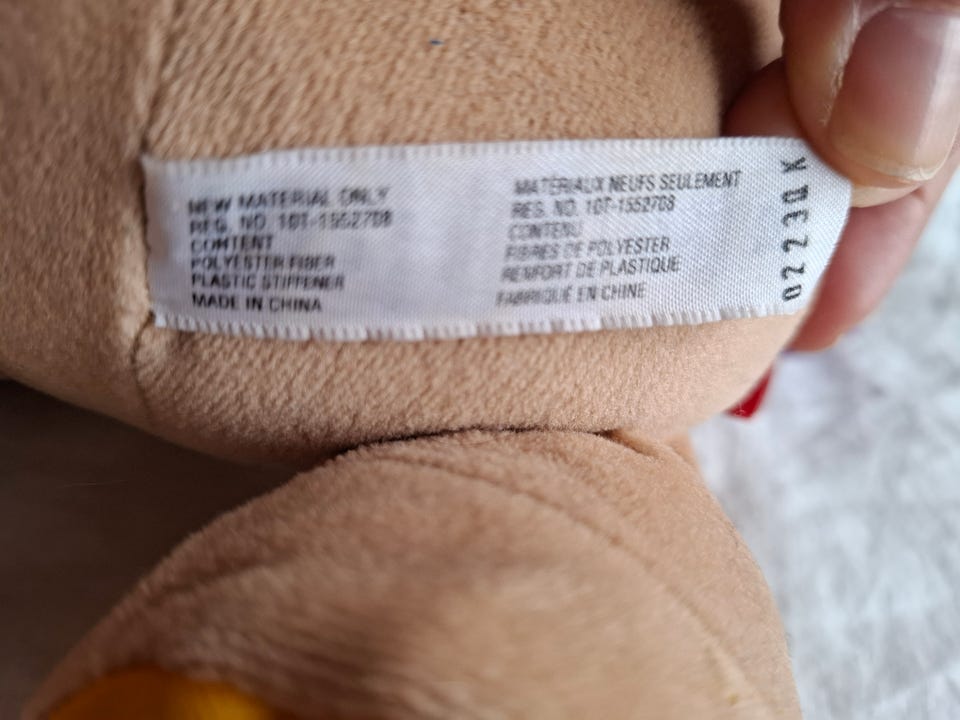 NEW MATERIAL ONLY
REG. NO. 10T-1552708
CONTENT
POLYESTER FIBER
PLASTIC STIFFENER
MADE IN CHINA
MATÉRIAUX NEUFS SEULEMENT
REG. NO. 10T-1552708
CONTENU
FIBRES DE POLYESTER
RENFORT DE PLASTIQUE
FABRIQUÉ EN CHINE
0223Q K